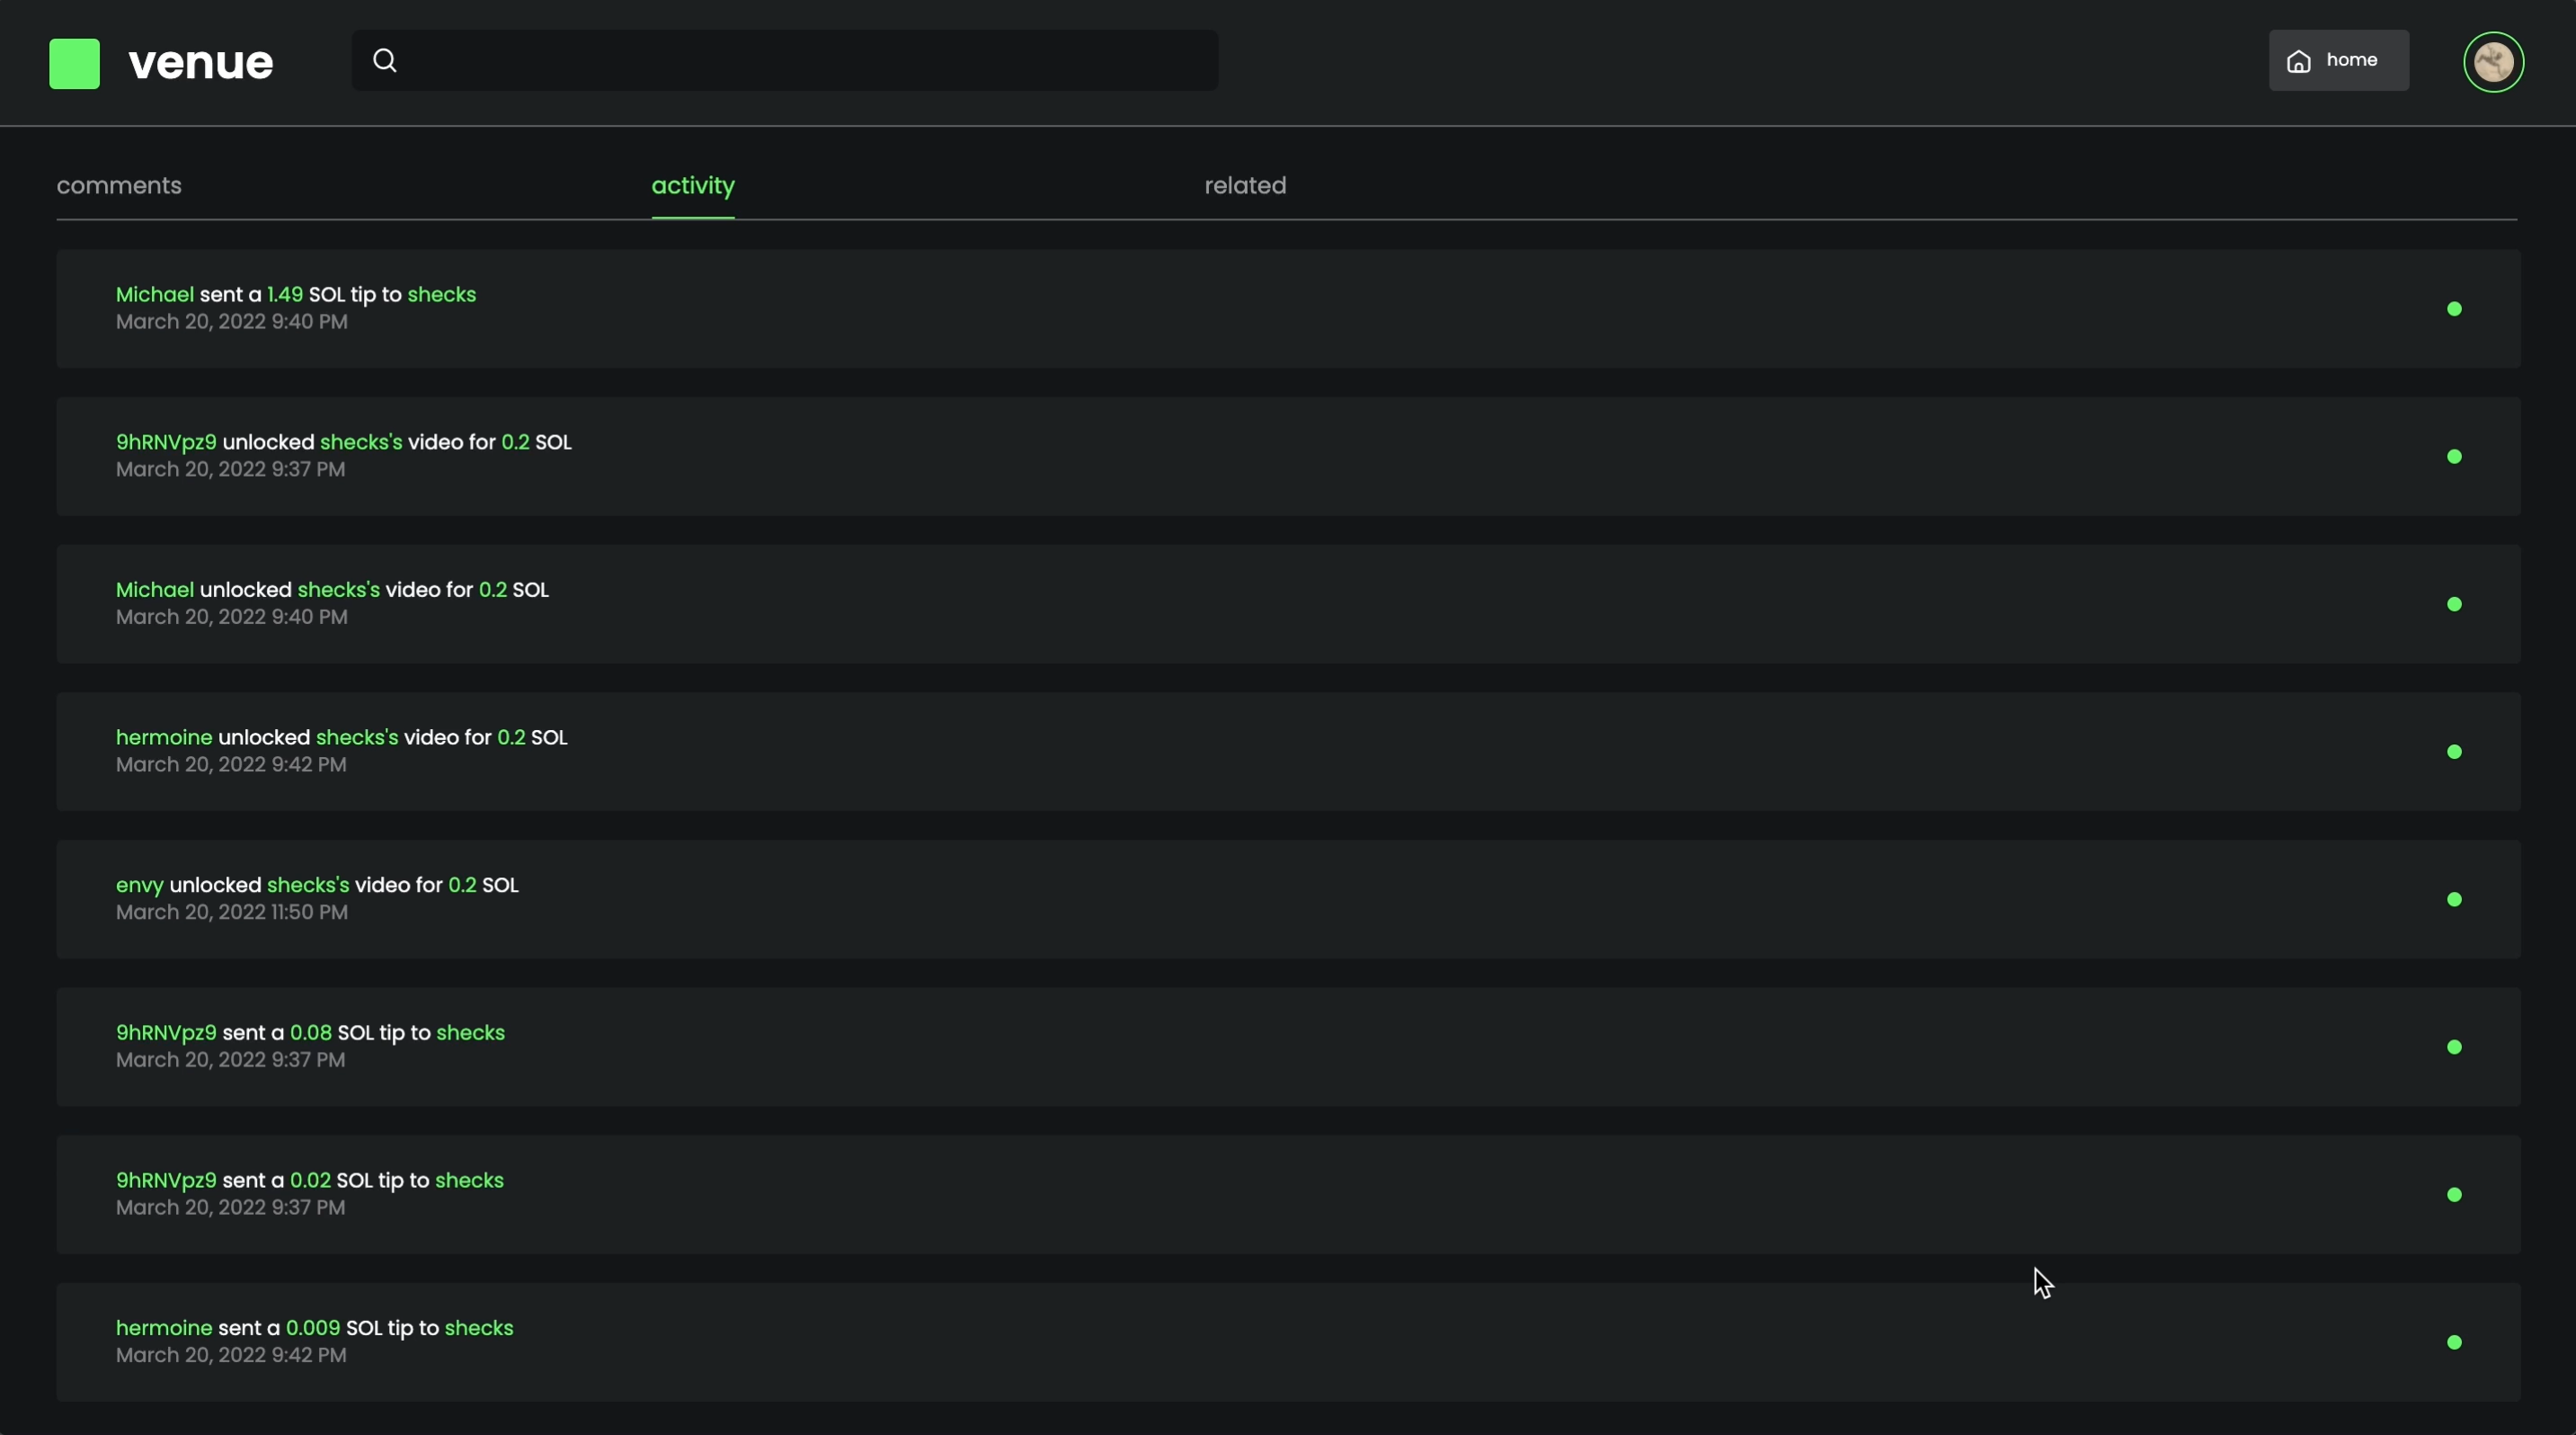 venue
home
comments
activity
related
Michael sent a 1.49 SOL tip to shecks
March 20, 2022 9:40 PM
9hRNVpz9 unlocked shecks's video for 0.2 SOL
March 20, 2022 9:37 PM
Michael unlocked shecks's video for 0.2 SOL
March 20, 2022 9:40 PM
hermoine unlocked shecks's video for 0.2 SOL
March 20, 2022 9:42 PM
envy unlocked shecks's video for 0.2 SOL
March 20, 2022 11:50 PM
9hRNVpz9 sent a 0.08 SOL tip to shecks
March 20, 2022 9:37 PM
9hRNVpz9 sent a 0.02 SOL tip to shecks
March 20, 2022 9:37 PM
hermoine sent a 0.009 SOL tip to shecks
March 20, 2022 9:42 PM